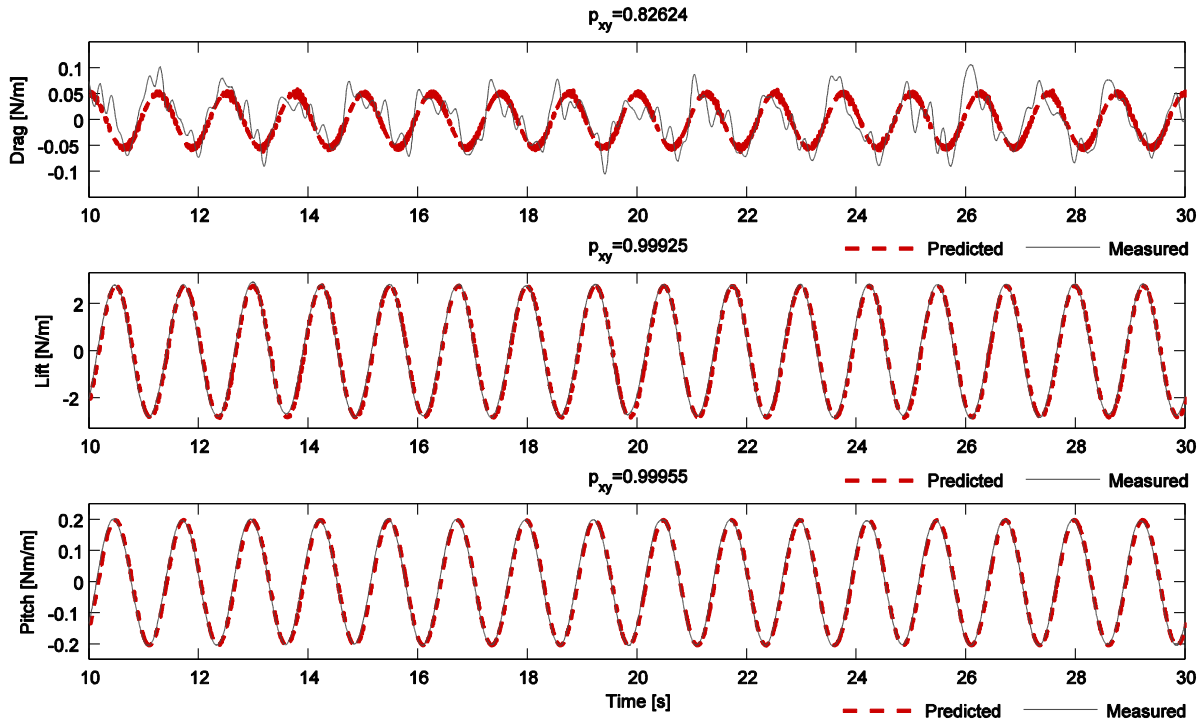 p_xy=0.82624
0.1
0.05
0
-0.05
-0.1
Drag [N/m]
10 12 14 16 18 20 22 24 26 28 30
Predicted Measured
p_xy=0.99925
2
0
-2
Lift [N/m]
10 12 14 16 18 20 22 24 26 28 30
Predicted Measured
p_xy=0.99955
0.2
0.1
0
-0.1
-0.2
Pitch [Nm/m]
10 12 14 16 18 20 22 24 26 28 30
Time [s]
Predicted Measured